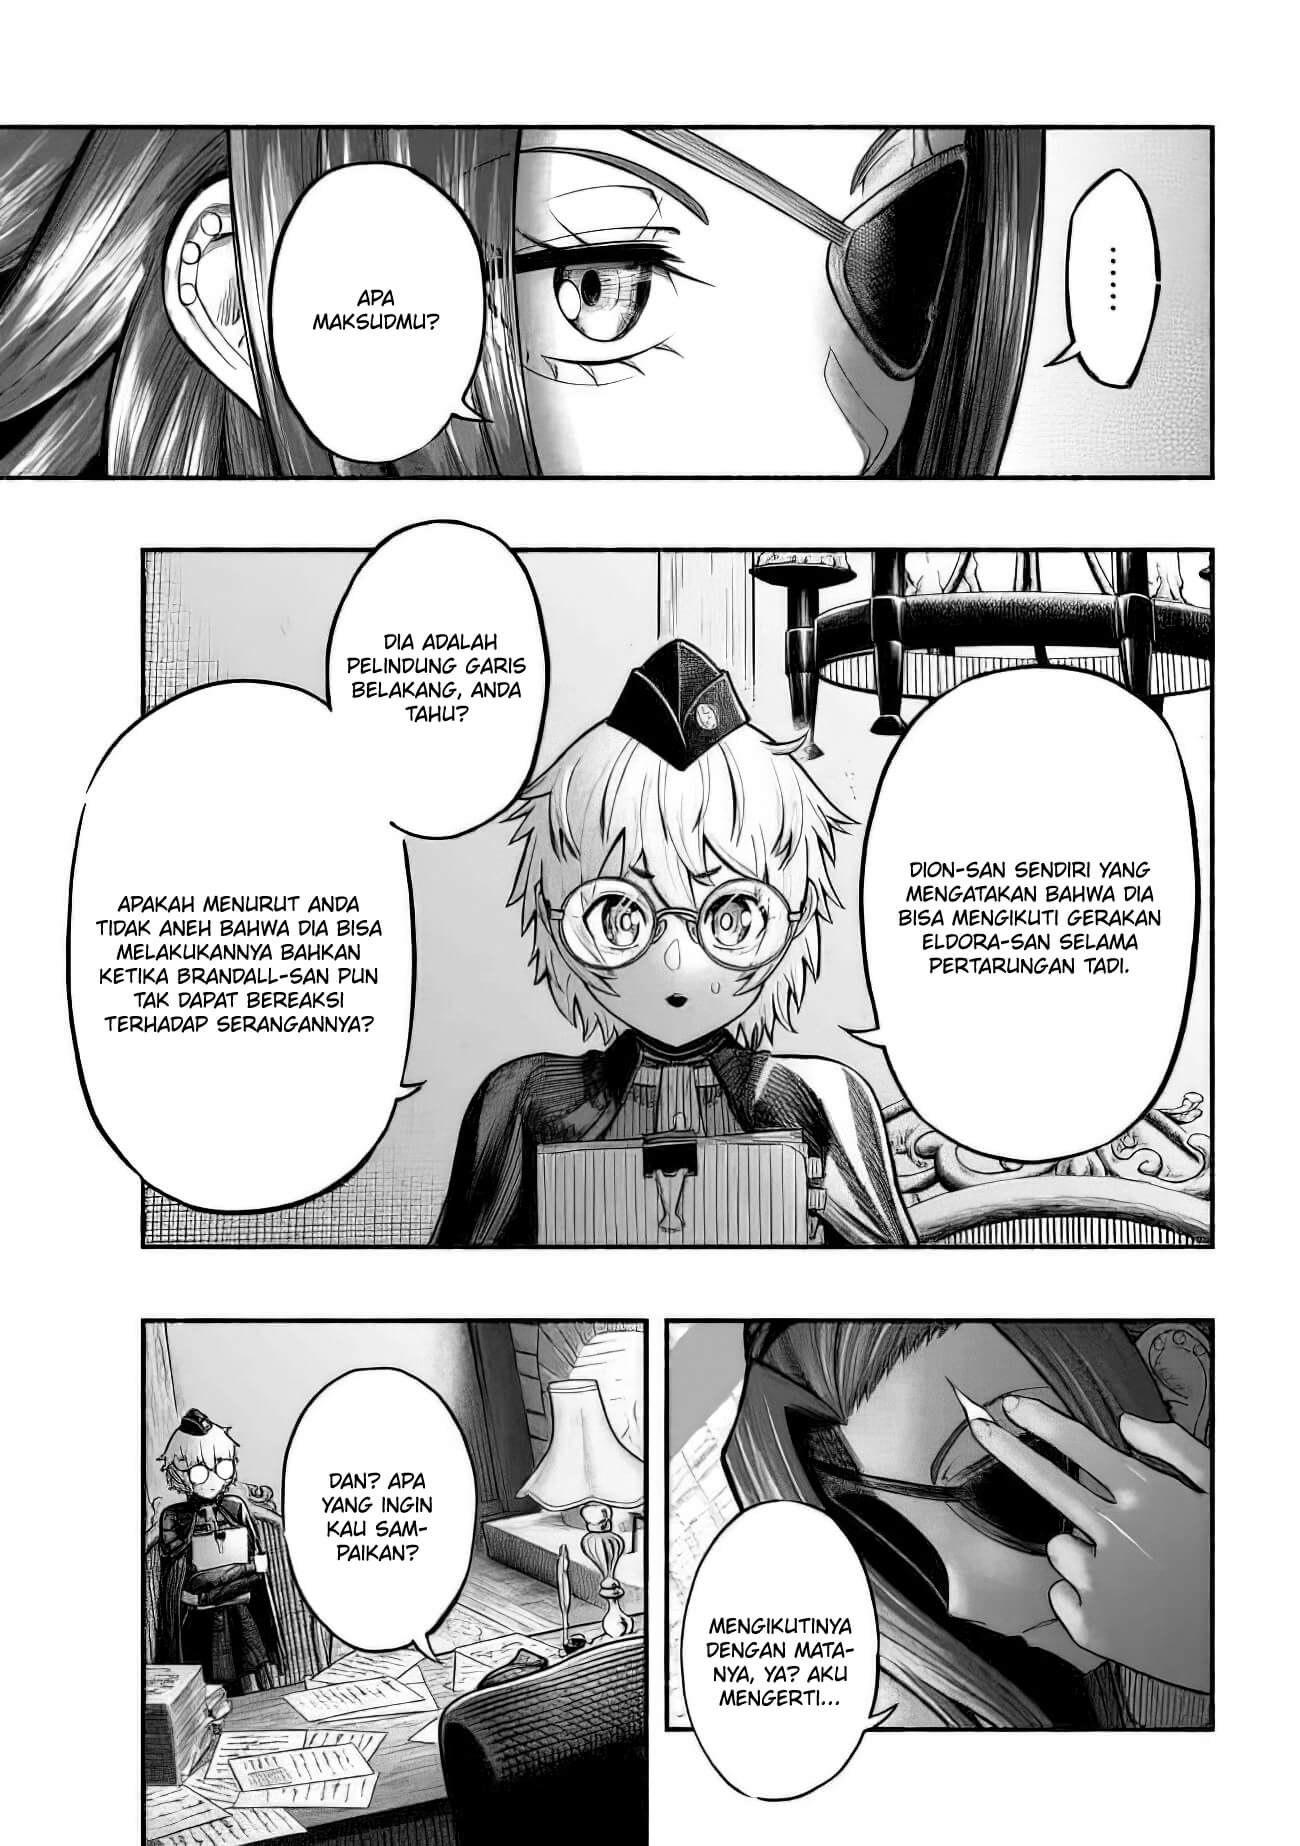 ........
APA
MAKSUDMU?
DION-SAN SENDIRI YANG
MENGATAKAN BAHWA DIA
BISA MENGIKUTI GERAKAN
ELDORA-SAN SELAMA
PERTARUNGAN TADI.
DIA ADALAH
PELINDUNG GARIS
BELAKANG, ANDA
TAHU?
APAKAH MENURUT ANDA
TIDAK ANEH BAHWA DIA BISA
MELAKUKANNYA BAHKAN
KETIKA BRANDALL-SAN PUN
TAK DAPAT BEREAKSI
TERHADAP SERANGANNYA?
MENGIKUTINYA
DENGAN MATA-
NYA, YA? AKU
MENGERTI...
DAN? APA
YANG INGIN
KAU SAM-
PAIKAN?